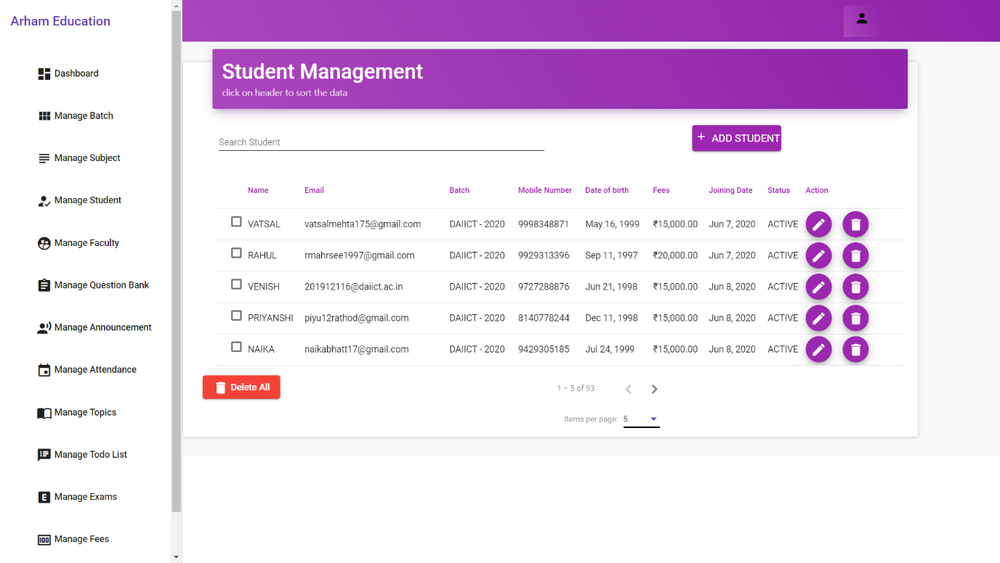 Arham Education
Dashboard
Manage Batch
Manage Subject
Manage Student
Manage Faculty
Manage Question Bank
Manage Announcement
Manage Attendance
Manage Topics
Manage Todo List
E Manage Exams
100 Manage Fees
Student Management
click on header to sort the data
Search Student
+ ADD STUDENT
Name Email Batch Mobile Number Date of birth Fees Joining Date Status Action
VATSAL vatsalmehta175@gmail.com DAIICT - 2020 9998348871 May 16, 1999 ₹15,000.00 Jun 7, 2020 ACTIVE
RAHUL rmahrsee1997@gmail.com DAIICT - 2020 9929313396 Sep 11, 1997 ₹20,000.00 Jun 7, 2020 ACTIVE
VENISH 201912116@daiict.ac.in DAIICT - 2020 9727288876 Jun 21, 1998 ₹15,000.00 Jun 8, 2020 ACTIVE
PRIYANSHI piyu12rathod@gmail.com DAIICT - 2020 8140778244 Dec 11, 1998 ₹15,000.00 Jun 8, 2020 ACTIVE
NAIKA naikabhatt17@gmail.com DAIICT - 2020 9429305185 Jul 24, 1999 ₹15,000.00 Jun 8, 2020 ACTIVE
Delete All
1 – 5 of 93
Items per page: 5